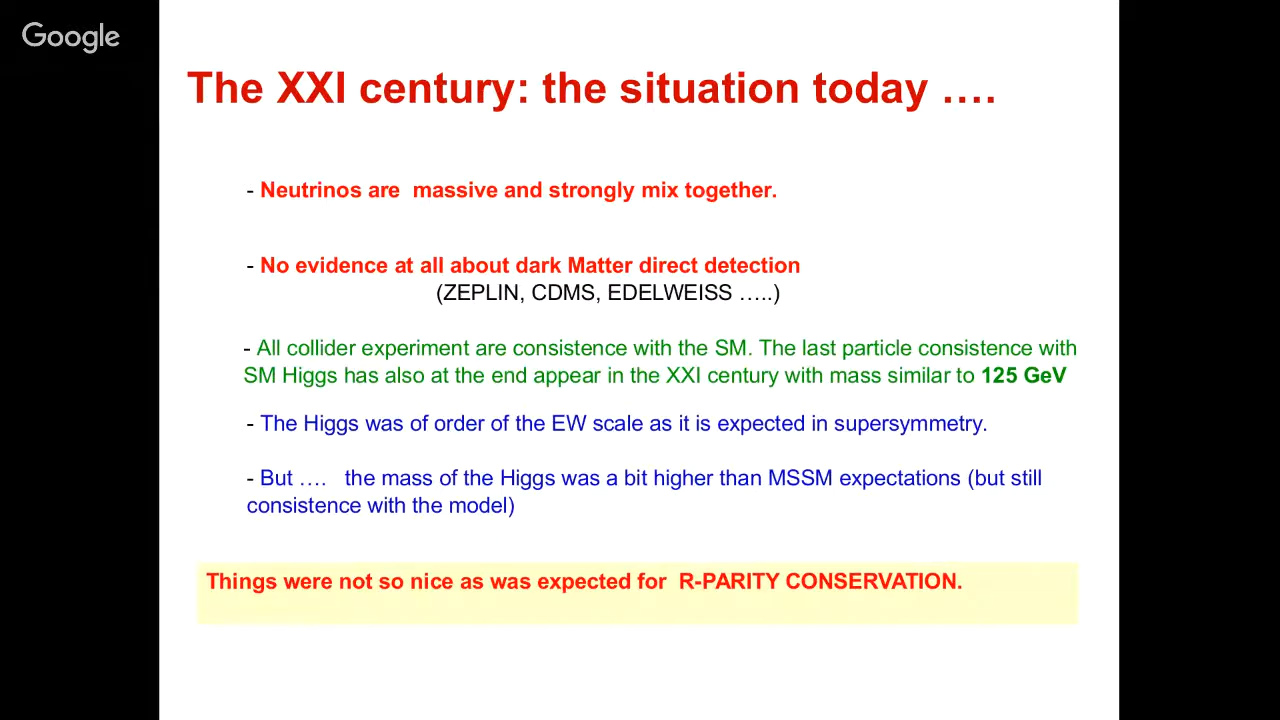 Google
The XXI century: the situation today ….
- Neutrinos are  massive and strongly mix together.
- No evidence at all about dark Matter direct detection
(ZEPLIN, CDMS, EDELWEISS …..)
- All collider experiment are consistence with the SM. The last particle consistence with
SM Higgs has also at the end appear in the XXI century with mass similar to 125 GeV
- The Higgs was of order of the EW scale as it is expected in supersymmetry.
- But ….   the mass of the Higgs was a bit higher than MSSM expectations (but still
consistence with the model)
Things were not so nice as was expected for  R-PARITY CONSERVATION.